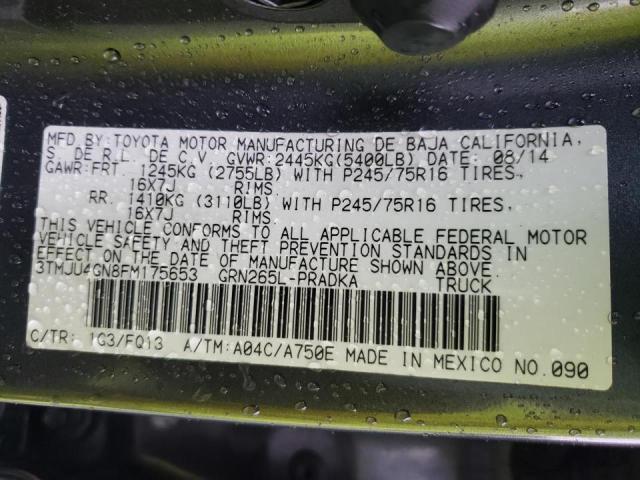 MFD BY:TOYOTA MOTOR MANUFACTURING DE BAJA CALIFORNIA,
S. DE R.L. DE C.V. GVWR:2445KG(5400LB) DATE: 08/14
GAWR:FRT. 1245KG (2755LB) WITH P245/75R16 TIRES,
16X7J RIMS.
RR. 1410KG (3110LB) WITH P245/75R16 TIRES,
16X7J RIMS.
THIS VEHICLE CONFORMS TO ALL APPLICABLE FEDERAL MOTOR
VEHICLE SAFETY AND THEFT PREVENTION STANDARDS IN
EFFECT ON THE DATE OF MANUFACTURE SHOWN ABOVE.
3TMJU4GN8FM175653 GRN265L-PRADKA TRUCK
C/TR: 1G3/FQ13 A/TM:A04C/A750E MADE IN MEXICO NO.090